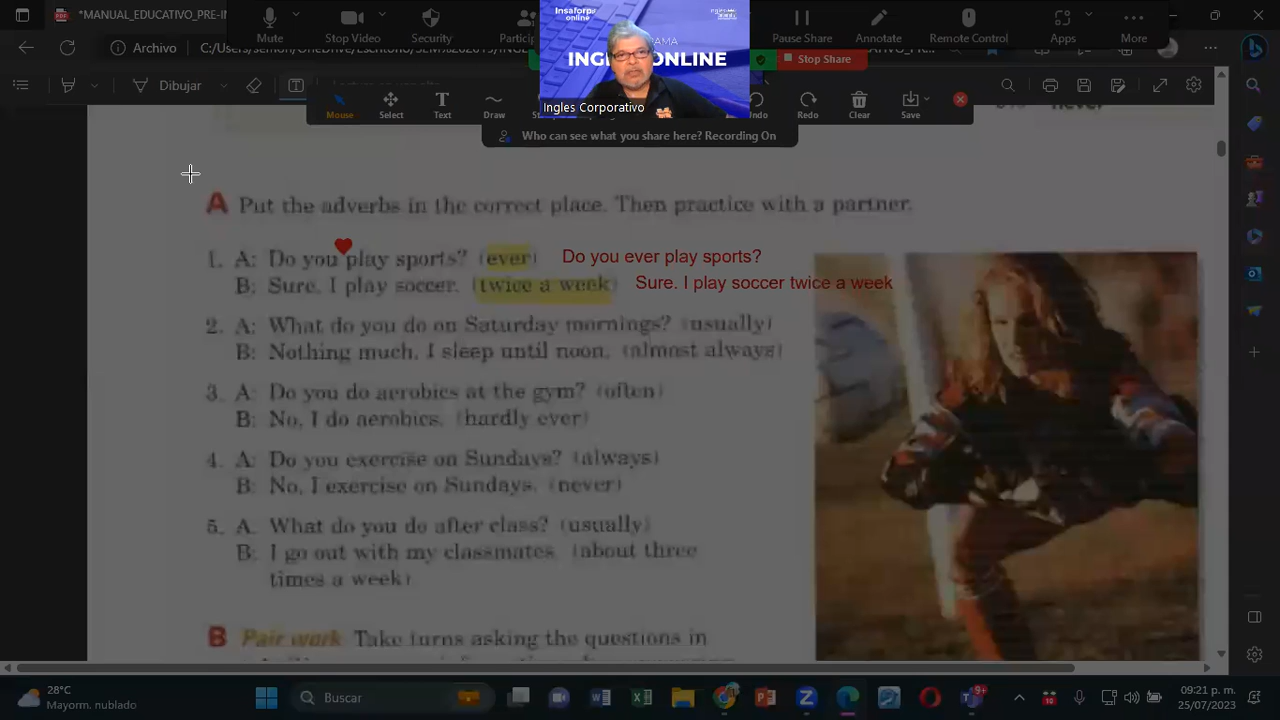 *MANUAL_EDUCATIVO_PRE-IN
Mute
Stop Video
Security
Pause Share
Annotate
Remote Control
Apps
More
Insaforp online
INGL ONLINE
Ingles Corporativo
Stop Share
Archivo
Dibujar
Mouse
Select
Text
Draw
Redo
Clear
Save
Who can see what you share here? Recording On
never
A Put the adverbs in the correct place. Then practice with a partner.
1. A: Do you play sports? (ever) Do you ever play sports?
B: Sure. I play soccer. (twice a week) Sure. I play soccer twice a week
2. A: What do you do on Saturday mornings? (usually)
B: Nothing much. I sleep until noon. (almost always)
3. A: Do you do aerobics at the gym? (often)
B: No, I do aerobics. (hardly ever)
4. A: Do you exercise on Sundays? (always)
B: No, I exercise on Sundays. (never)
5. A. What do you do after class? (usually)
B: I go out with my classmates. (about three
times a week)
B Pair work Take turns asking the questions in
28°C
Mayorm. nublado
Buscar
09:21 p. m.
25/07/2023